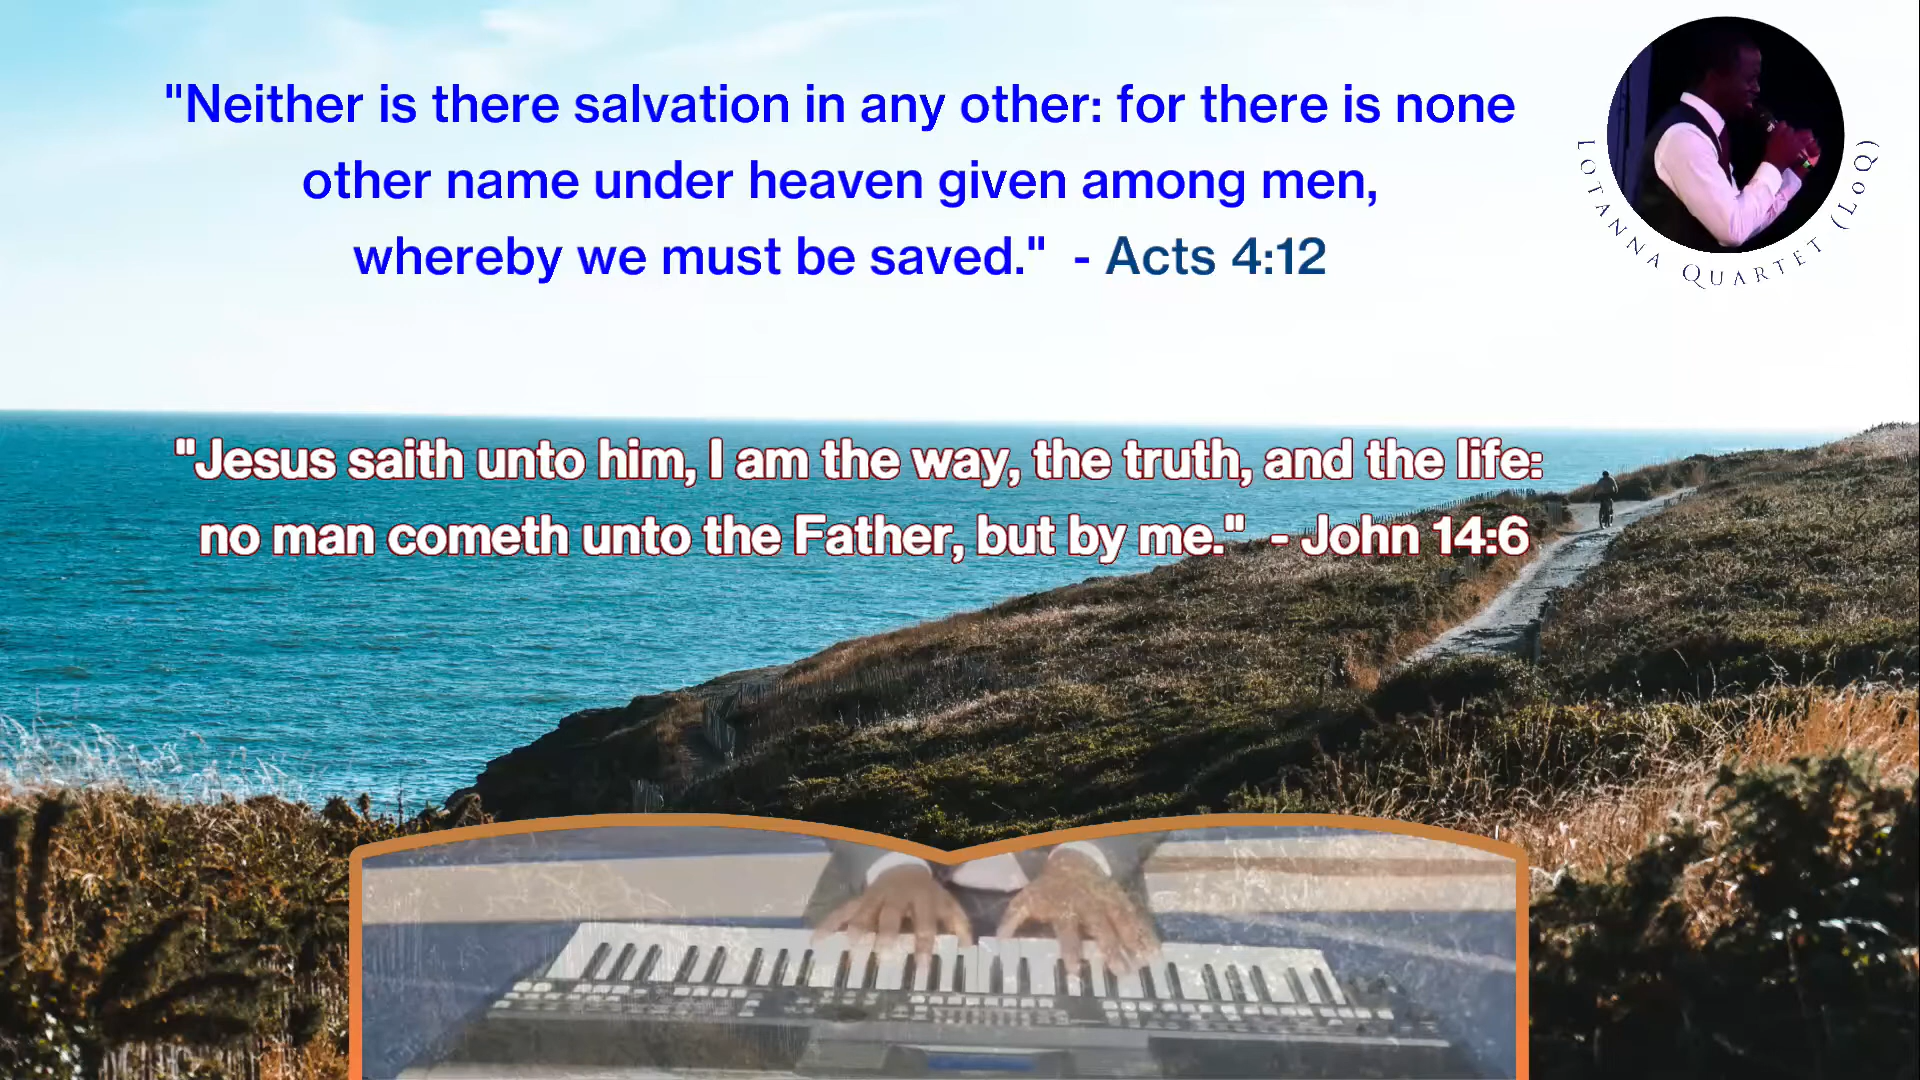 "Neither is there salvation in any other: for there is none
other name under heaven given among men,
whereby we must be saved."  - Acts 4:12
LOTANNA QUARTET (LOQ)
"Jesus saith unto him, I am the way, the truth, and the life:
no man cometh unto the Father, but by me."  - John 14:6